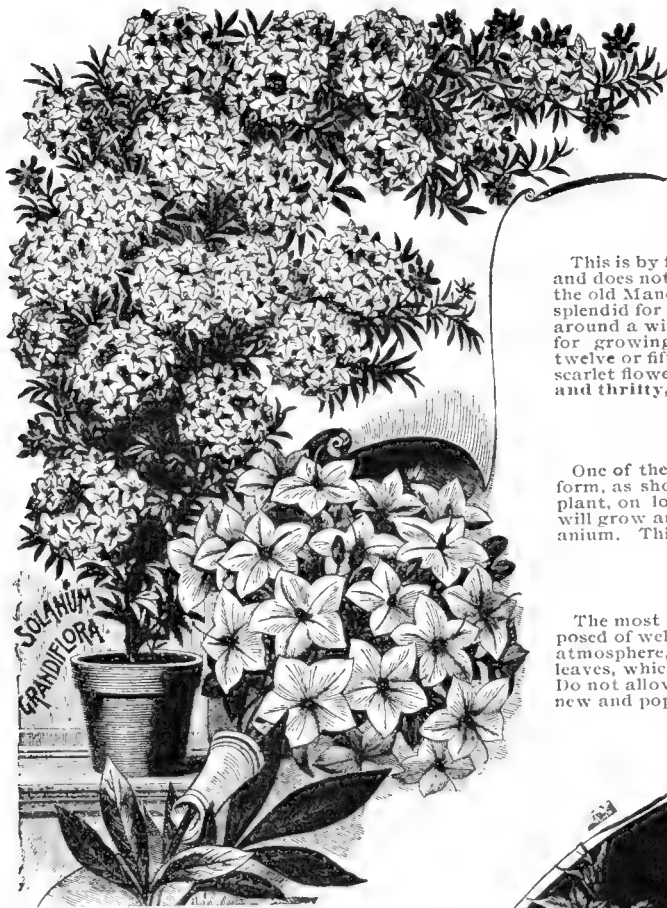 SOLANUM
GRANDIFLORA
This is by f
and does not
the old Man
splendid for
around a wi
for growing
twelve or fif
scarlet flowe
and thrifty,
One of the
form, as sho
plant, on lo
will grow a
anium. Thi
The most
posed of wel
atmosphere,
leaves, whic
Do not allov
new and pop